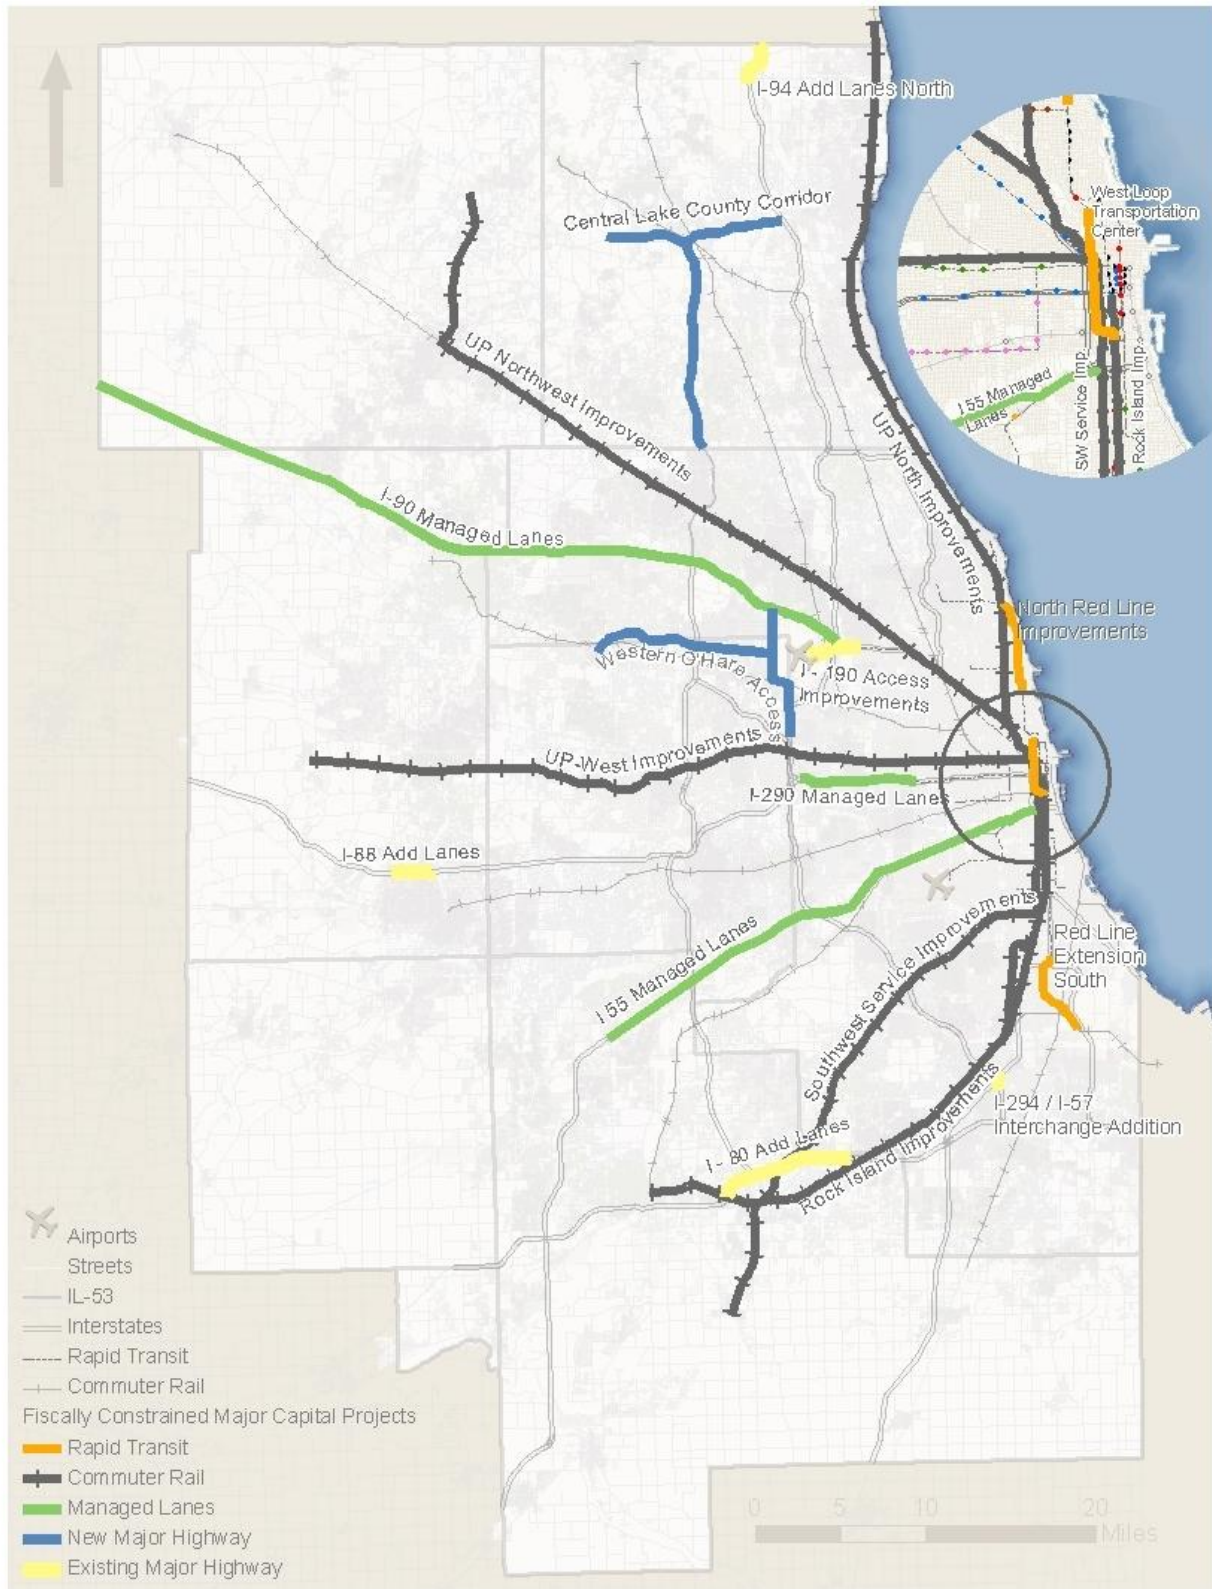 I-94 Add Lanes North
Central Lake County Corridor
West Loop
Transportation
Center
UP Northwest Improvements
I 55 Managed
Lanes
SW Service Imp.
Rock Island Imp.
UP North Improvements
I-90 Managed Lanes
North Red Line
Improvements
Western O'Hare Access
I - 190 Access
Improvements
UP-West Improvements
I-290 Managed Lanes
I-88 Add Lanes
I 55 Managed Lanes
Southwest Service Improvements
Red Line
Extension
South
I-294 / I-57
Interchange Addition
I - 80 Add Lanes
Rock Island Improvements
Airports
Streets
IL-53
Interstates
Rapid Transit
Commuter Rail
Fiscally Constrained Major Capital Projects
Rapid Transit
Commuter Rail
Managed Lanes
New Major Highway
Existing Major Highway
0 5 10 20
Miles